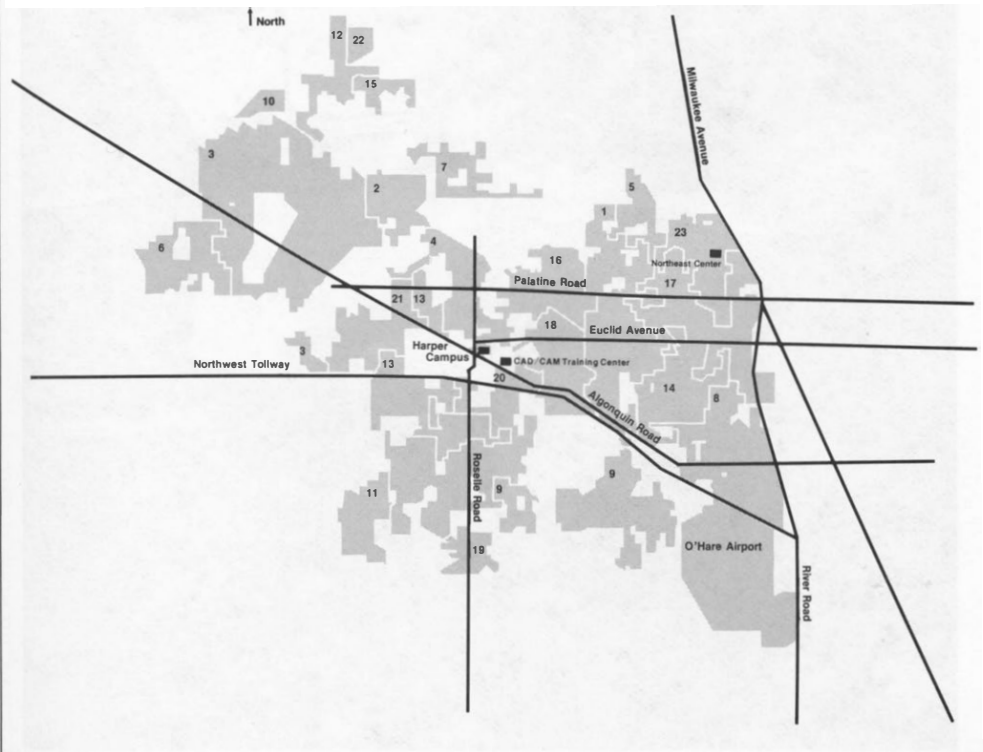 North
12
22
15
10
3
7
2
5
1
23
4
6
16
Northeast Center
Palatine Road
17
21
13
18
Euclid Avenue
Harper
Campus
3
Northwest Tollway
13
CAD/CAM Training Center
20
14
8
Algonquin Road
Milwaukee Avenue
Roselle Road
9
11
9
19
O'Hare Airport
River Road